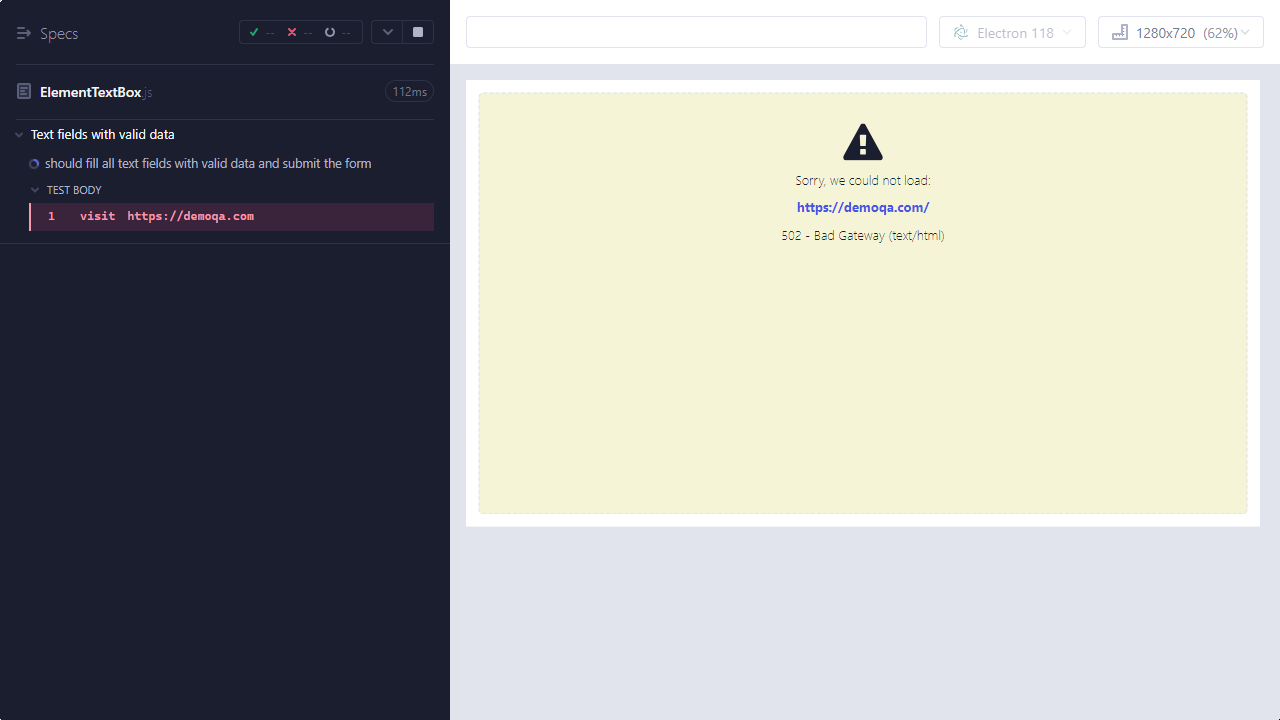 Specs
-- -- --
ElementTextBox.js
112ms
Text fields with valid data
should fill all text fields with valid data and submit the form
TEST BODY
1 visit https://demoqa.com
Electron 118
1280x720 (62%)
Sorry, we could not load:
https://demoqa.com/
502 - Bad Gateway (text/html)